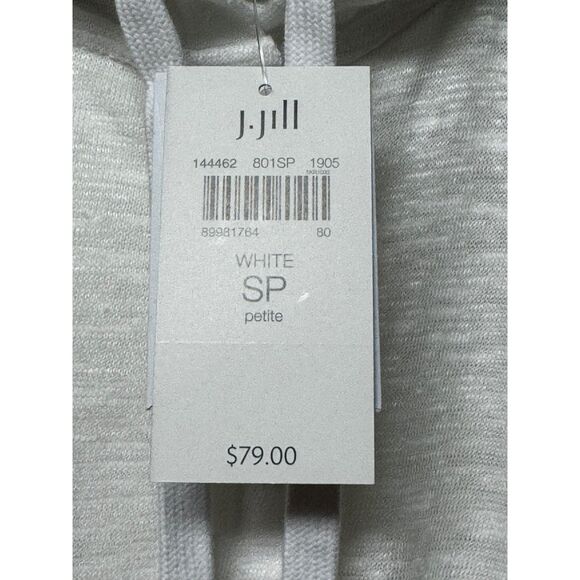 J.Jill
144462 801SP 1905
89981764 80
WHITE
SP
petite
$79.00